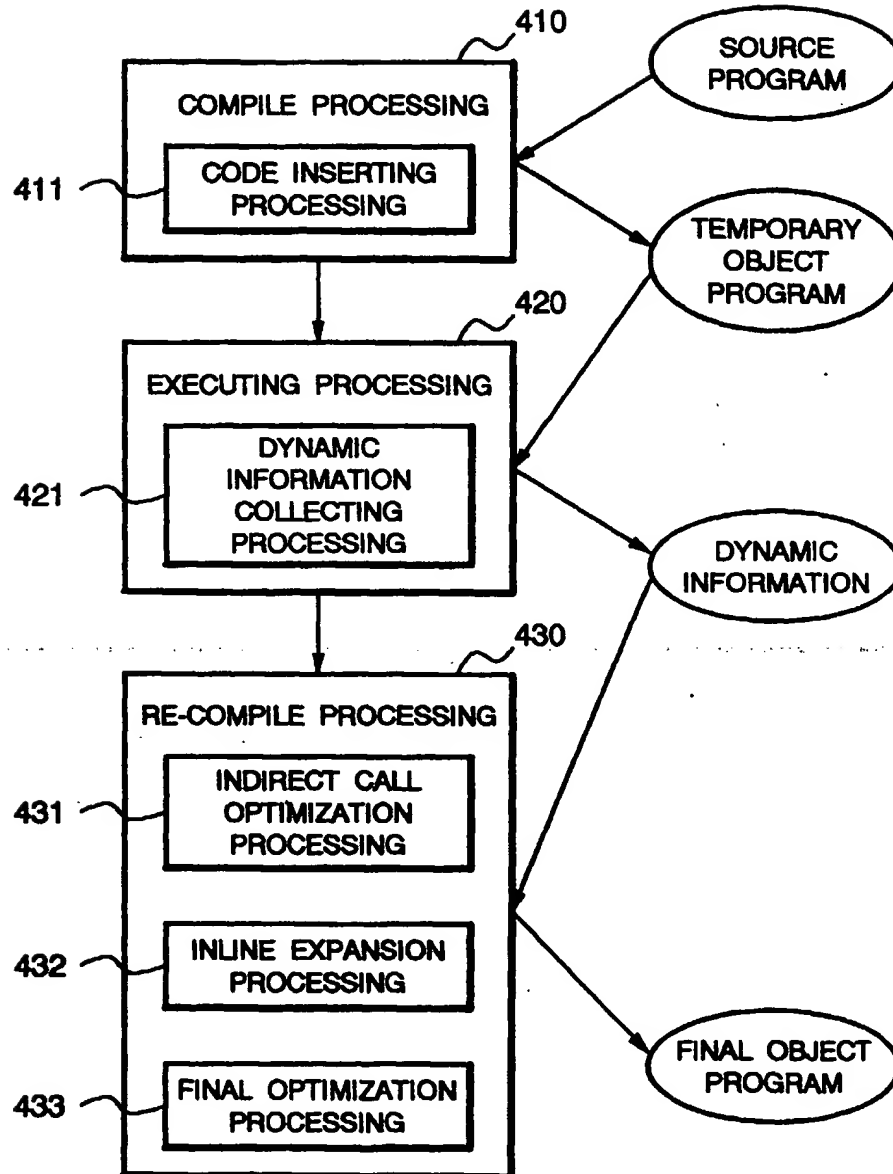 410
SOURCE
PROGRAM
COMPILE PROCESSING
411
CODE INSERTING
PROCESSING
TEMPORARY
OBJECT
PROGRAM
420
EXECUTING PROCESSING
421
DYNAMIC
INFORMATION
COLLECTING
PROCESSING
DYNAMIC
INFORMATION
430
RE-COMPILE PROCESSING
431
INDIRECT CALL
OPTIMIZATION
PROCESSING
432
INLINE EXPANSION
PROCESSING
433
FINAL OPTIMIZATION
PROCESSING
FINAL OBJECT
PROGRAM